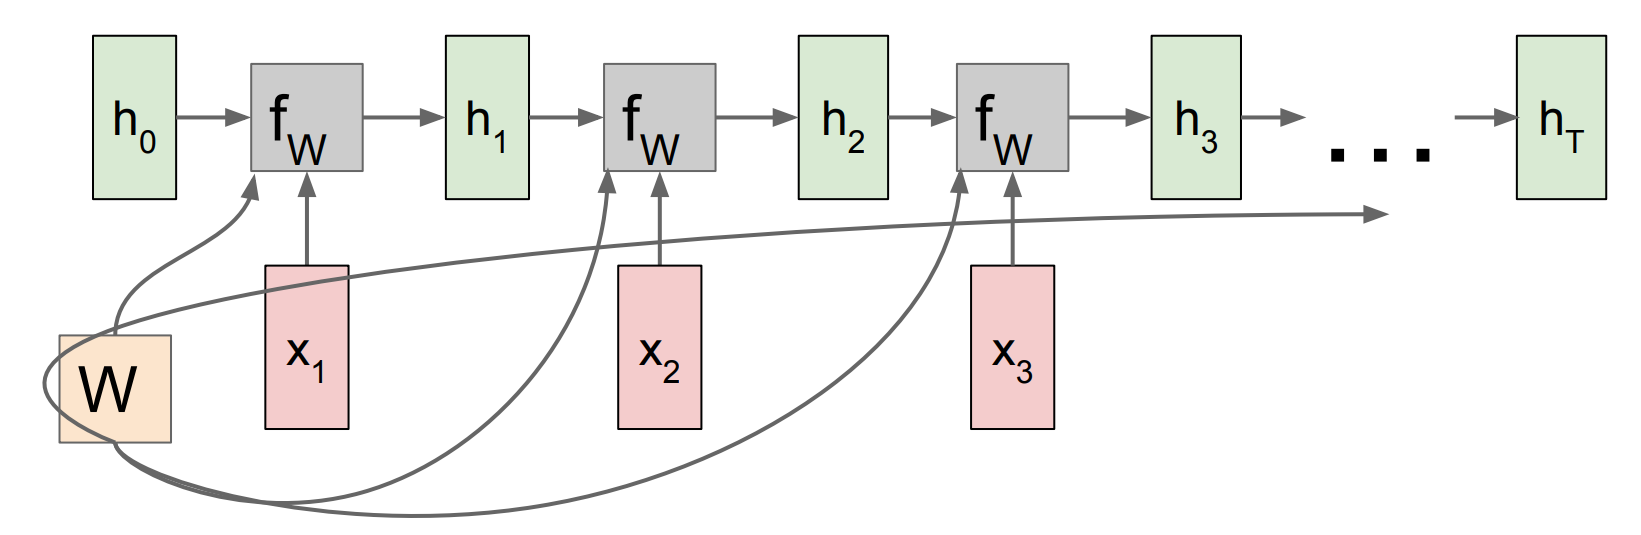 h0 fW h1 fW h2 fW h3 ... hT
W x1 x2 x3